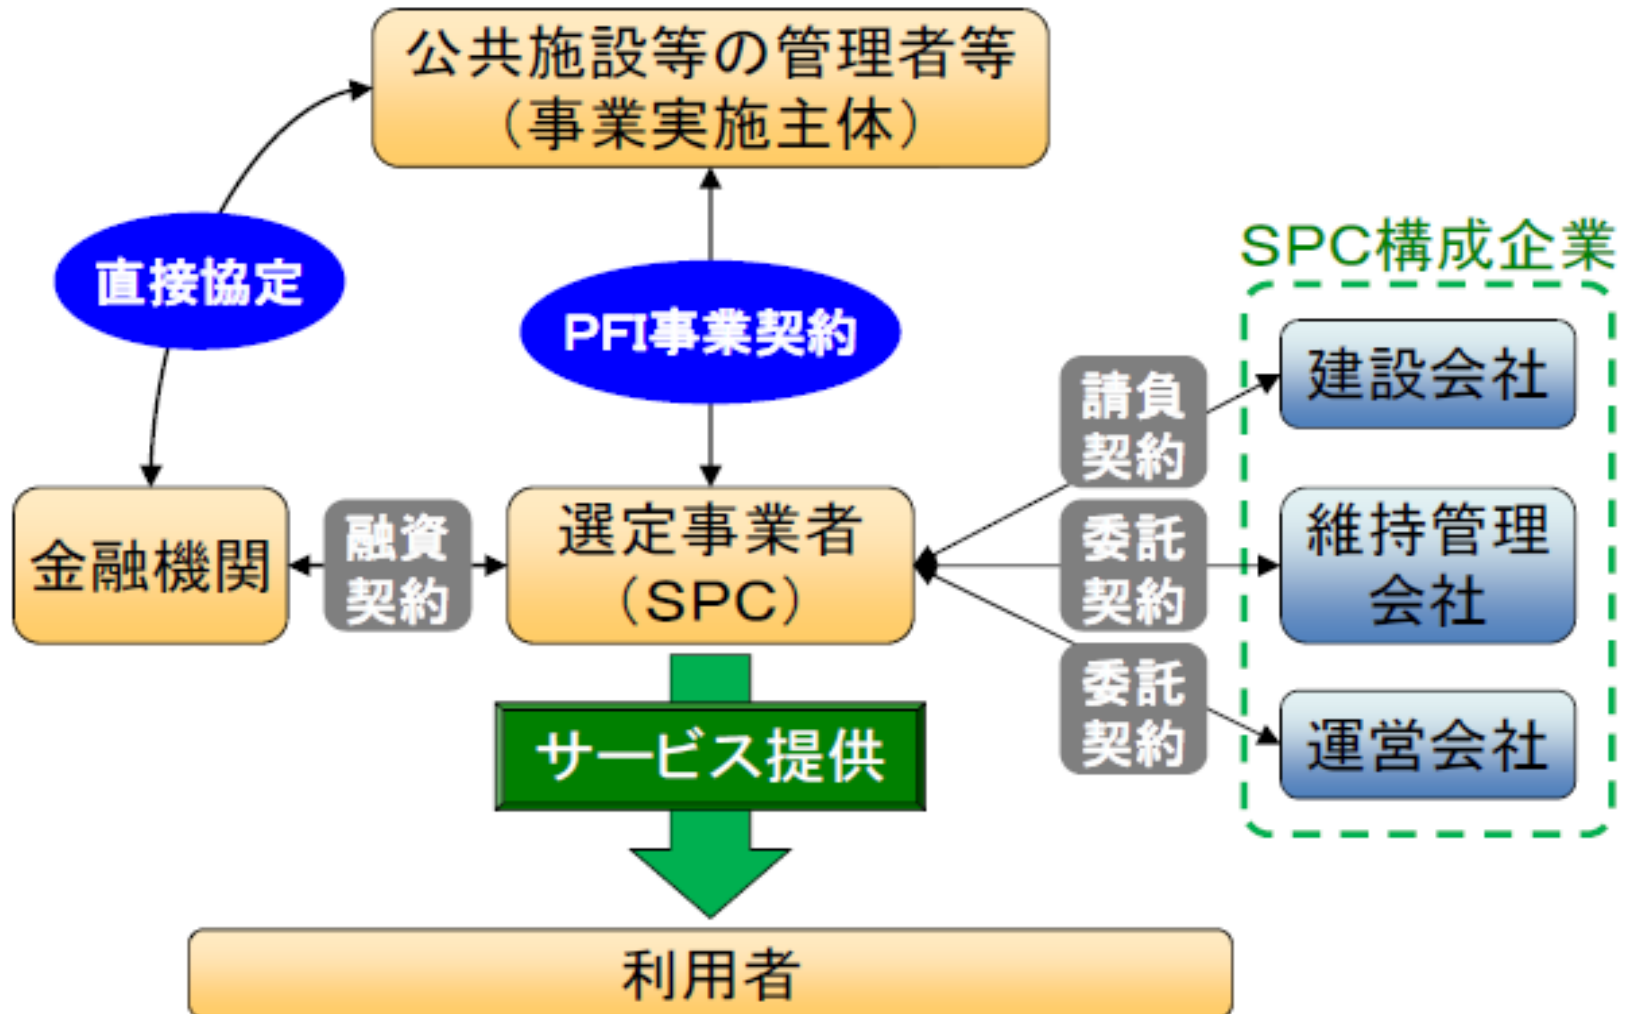 公共施設等の管理者等
（事業実施主体）
直接協定
PFI事業契約
SPC構成企業
請負
契約
建設会社
金融機関
融資
契約
選定事業者
（SPC）
委託
契約
維持管理
会社
委託
契約
運営会社
サービス提供
利用者